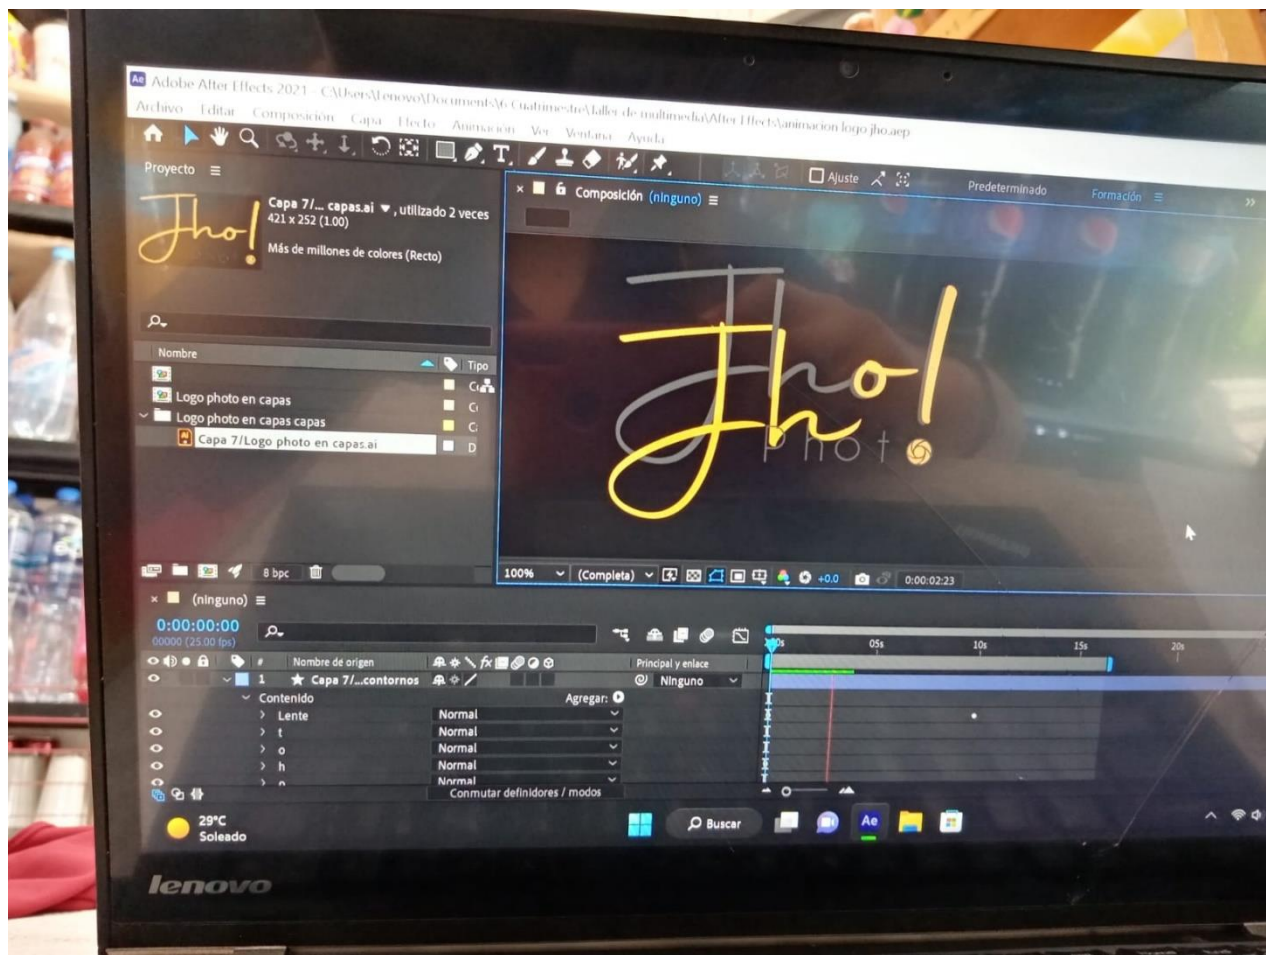 Adobe After Effects 2021 - C:\Users\Lenovo\Documents\6 Cuatrimestre\Taller de multimedia\After Effects\animacion logo jho.aep
Archivo Editar Composición Capa Efecto Animación Ver Ventana Ayuda
Ajuste
Predeterminado
Formación
Proyecto
Composición (ninguno)
Jho!
Capa 7/... capas.ai , utilizado 2 veces
421 x 252 (1.00)
Más de millones de colores (Recto)
Nombre Tipo
Logo photo en capas
Logo photo en capas capas
Capa 7/Logo photo en capas.ai D
Jho!
Phot
8 bpc
100% (Completa) +0.0 0:00:02:23
(ninguno)
0:00:00:00
00000 (25.00 fps)
05s 10s 15s 20s
# Nombre de origen fx Principal y enlace
1 Capa 7/...contornos Ninguno
Contenido Agregar:
Lente Normal
t Normal
o Normal
h Normal
Normal
Conmutar definidores / modos
29°C
Soleado
Buscar
Ae
lenovo